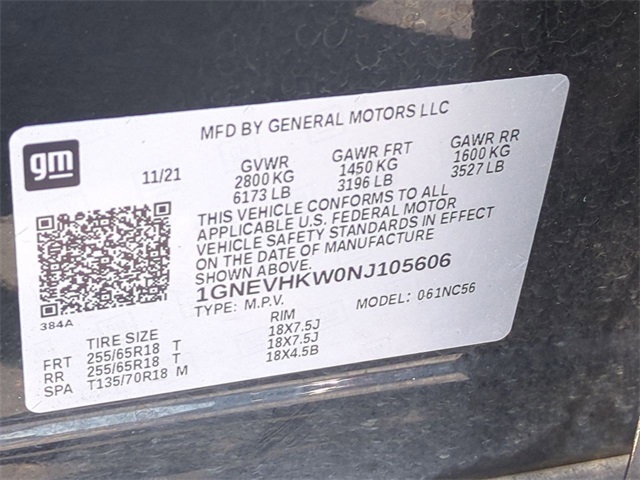 MFD BY GENERAL MOTORS LLC
gm
11/21
GVWR GAWR FRT GAWR RR
2800 KG 1450 KG 1600 KG
6173 LB 3196 LB 3527 LB
THIS VEHICLE CONFORMS TO ALL
APPLICABLE U.S. FEDERAL MOTOR
VEHICLE SAFETY STANDARDS IN EFFECT
ON THE DATE OF MANUFACTURE
SHOWN ABOVE.
1GNEVHKW0NJ105606
TYPE: M.P.V. MODEL: 061NC56
384A
TIRE SIZE RIM
FRT 255/65R18 T 18X7.5J
RR 255/65R18 T 18X7.5J
SPA T135/70R18 M 18X4.5B